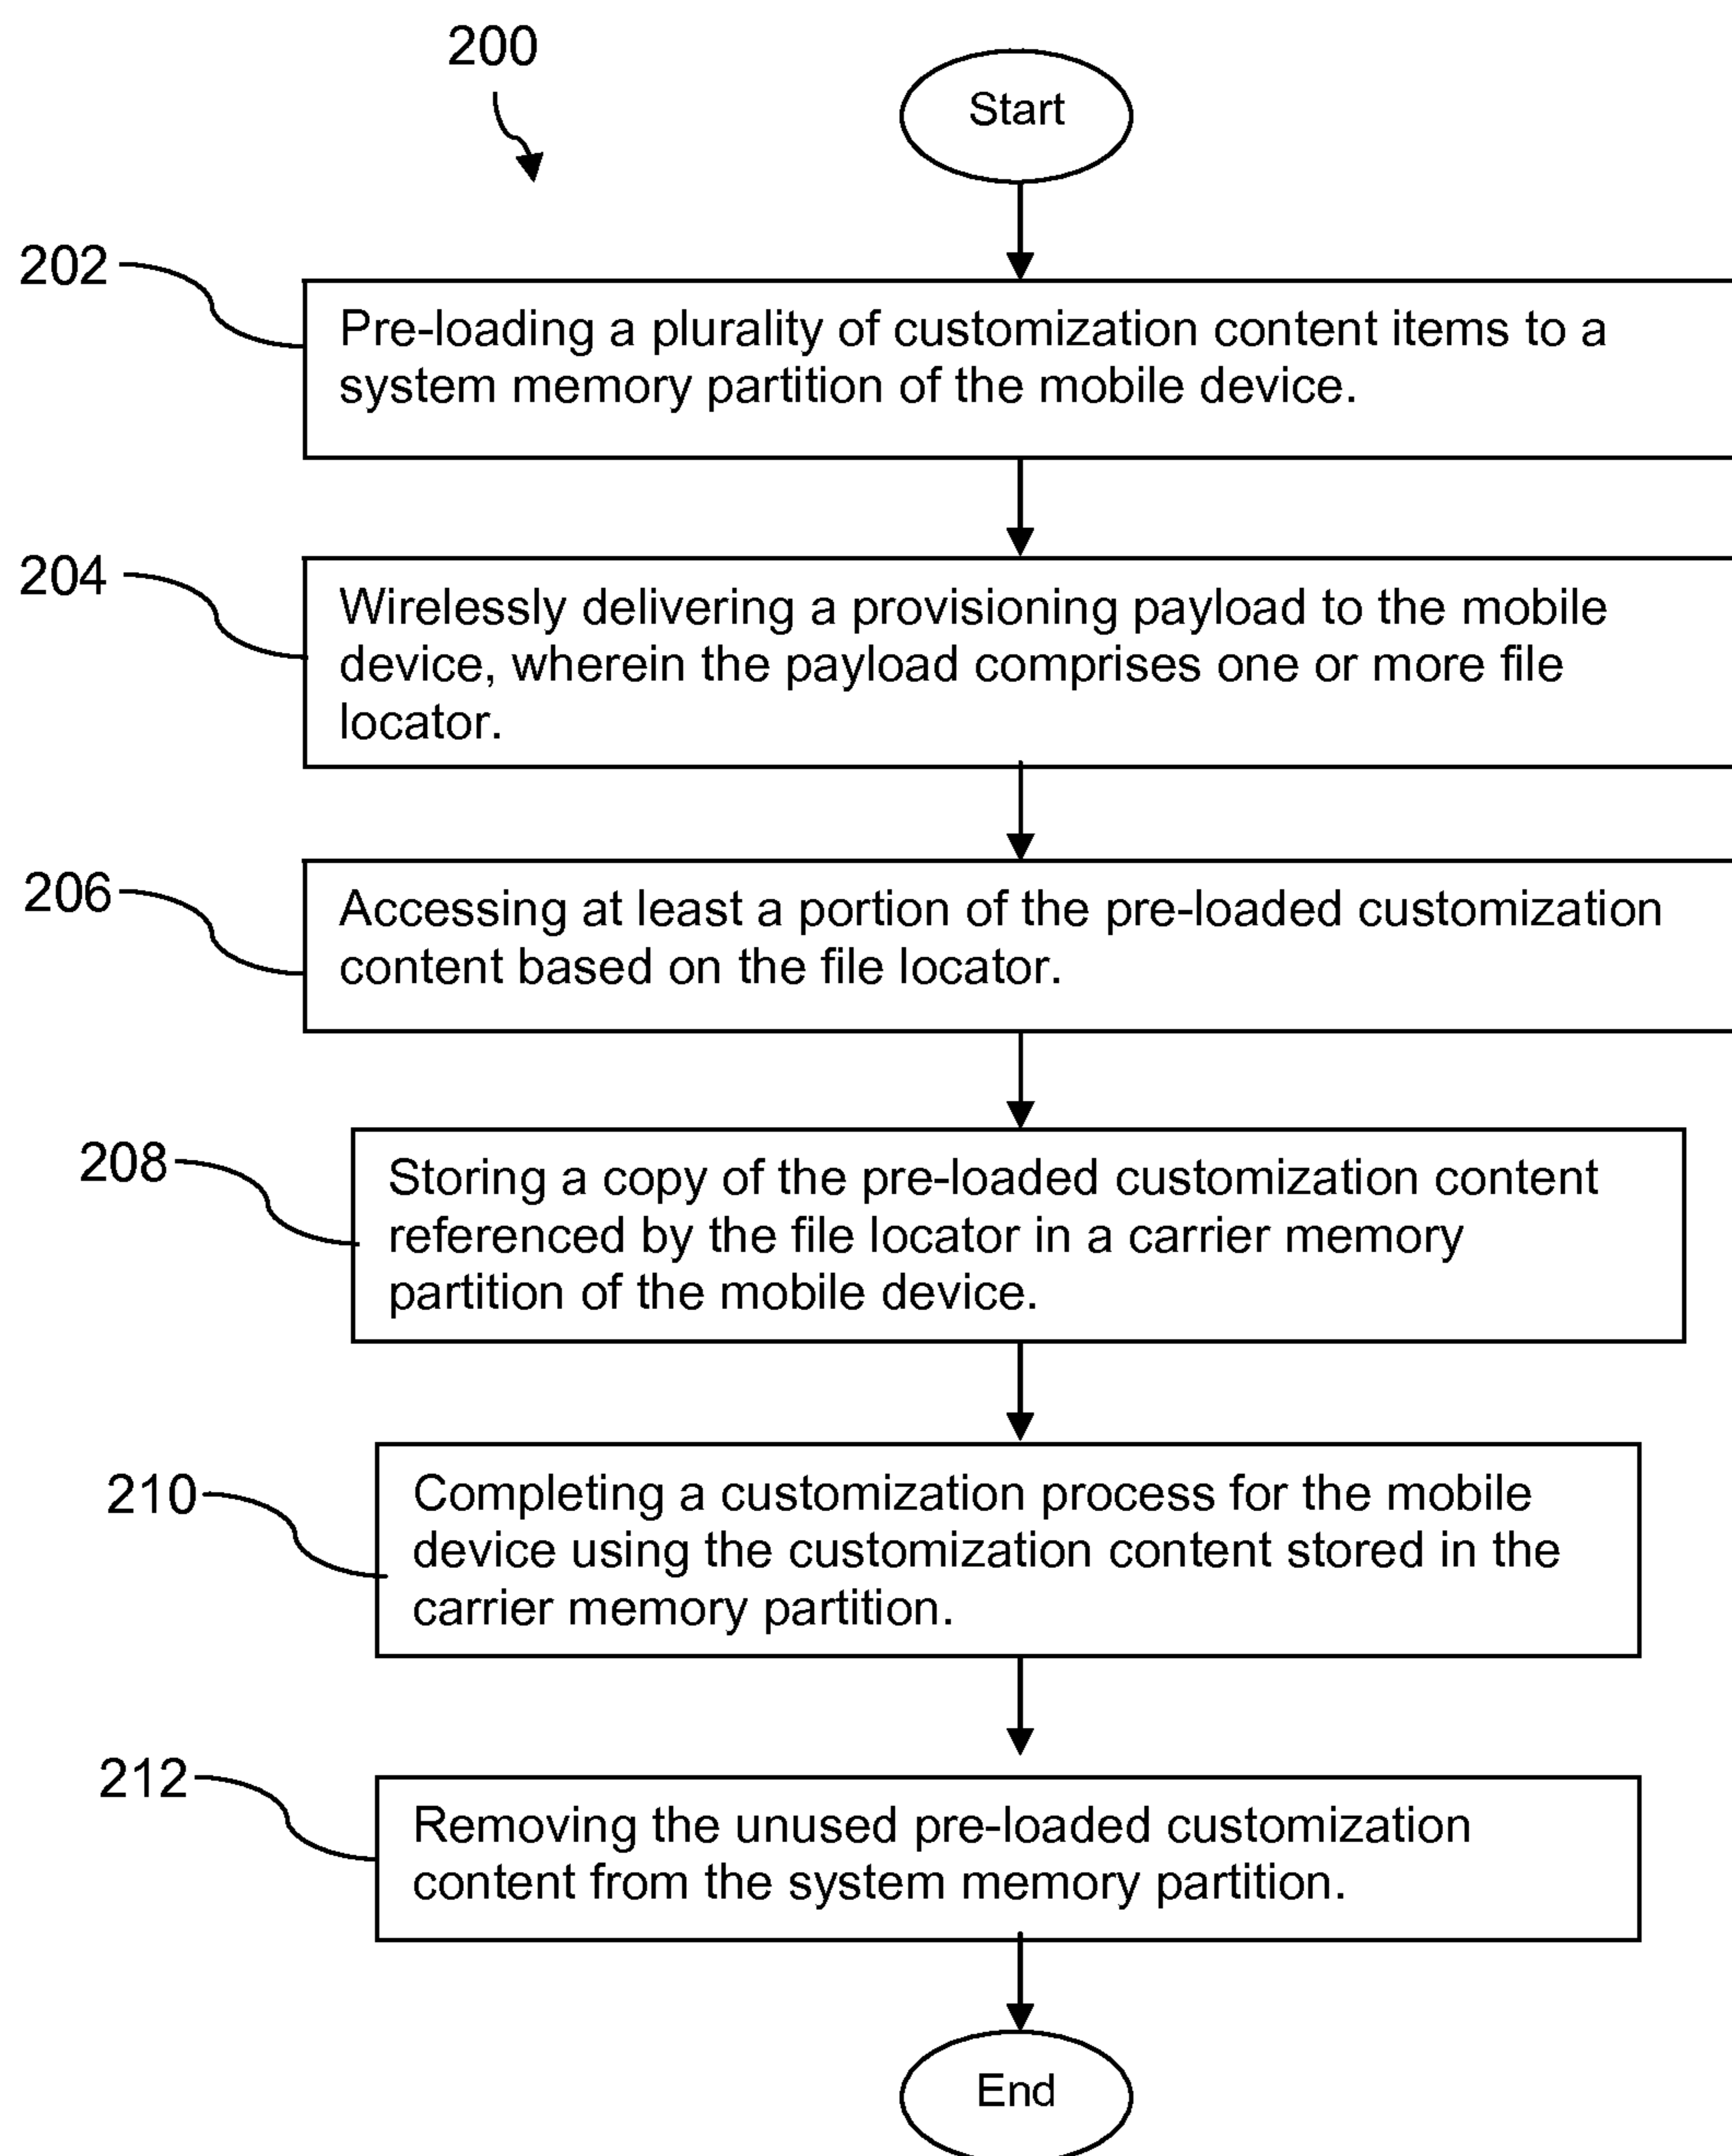 200
Start
202
Pre-loading a plurality of customization content items to a
system memory partition of the mobile device.
204
Wirelessly delivering a provisioning payload to the mobile
device, wherein the payload comprises one or more file
locator.
206
Accessing at least a portion of the pre-loaded customization
content based on the file locator.
208
Storing a copy of the pre-loaded customization content
referenced by the file locator in a carrier memory
partition of the mobile device.
210
Completing a customization process for the mobile
device using the customization content stored in the
carrier memory partition.
212
Removing the unused pre-loaded customization
content from the system memory partition.
End